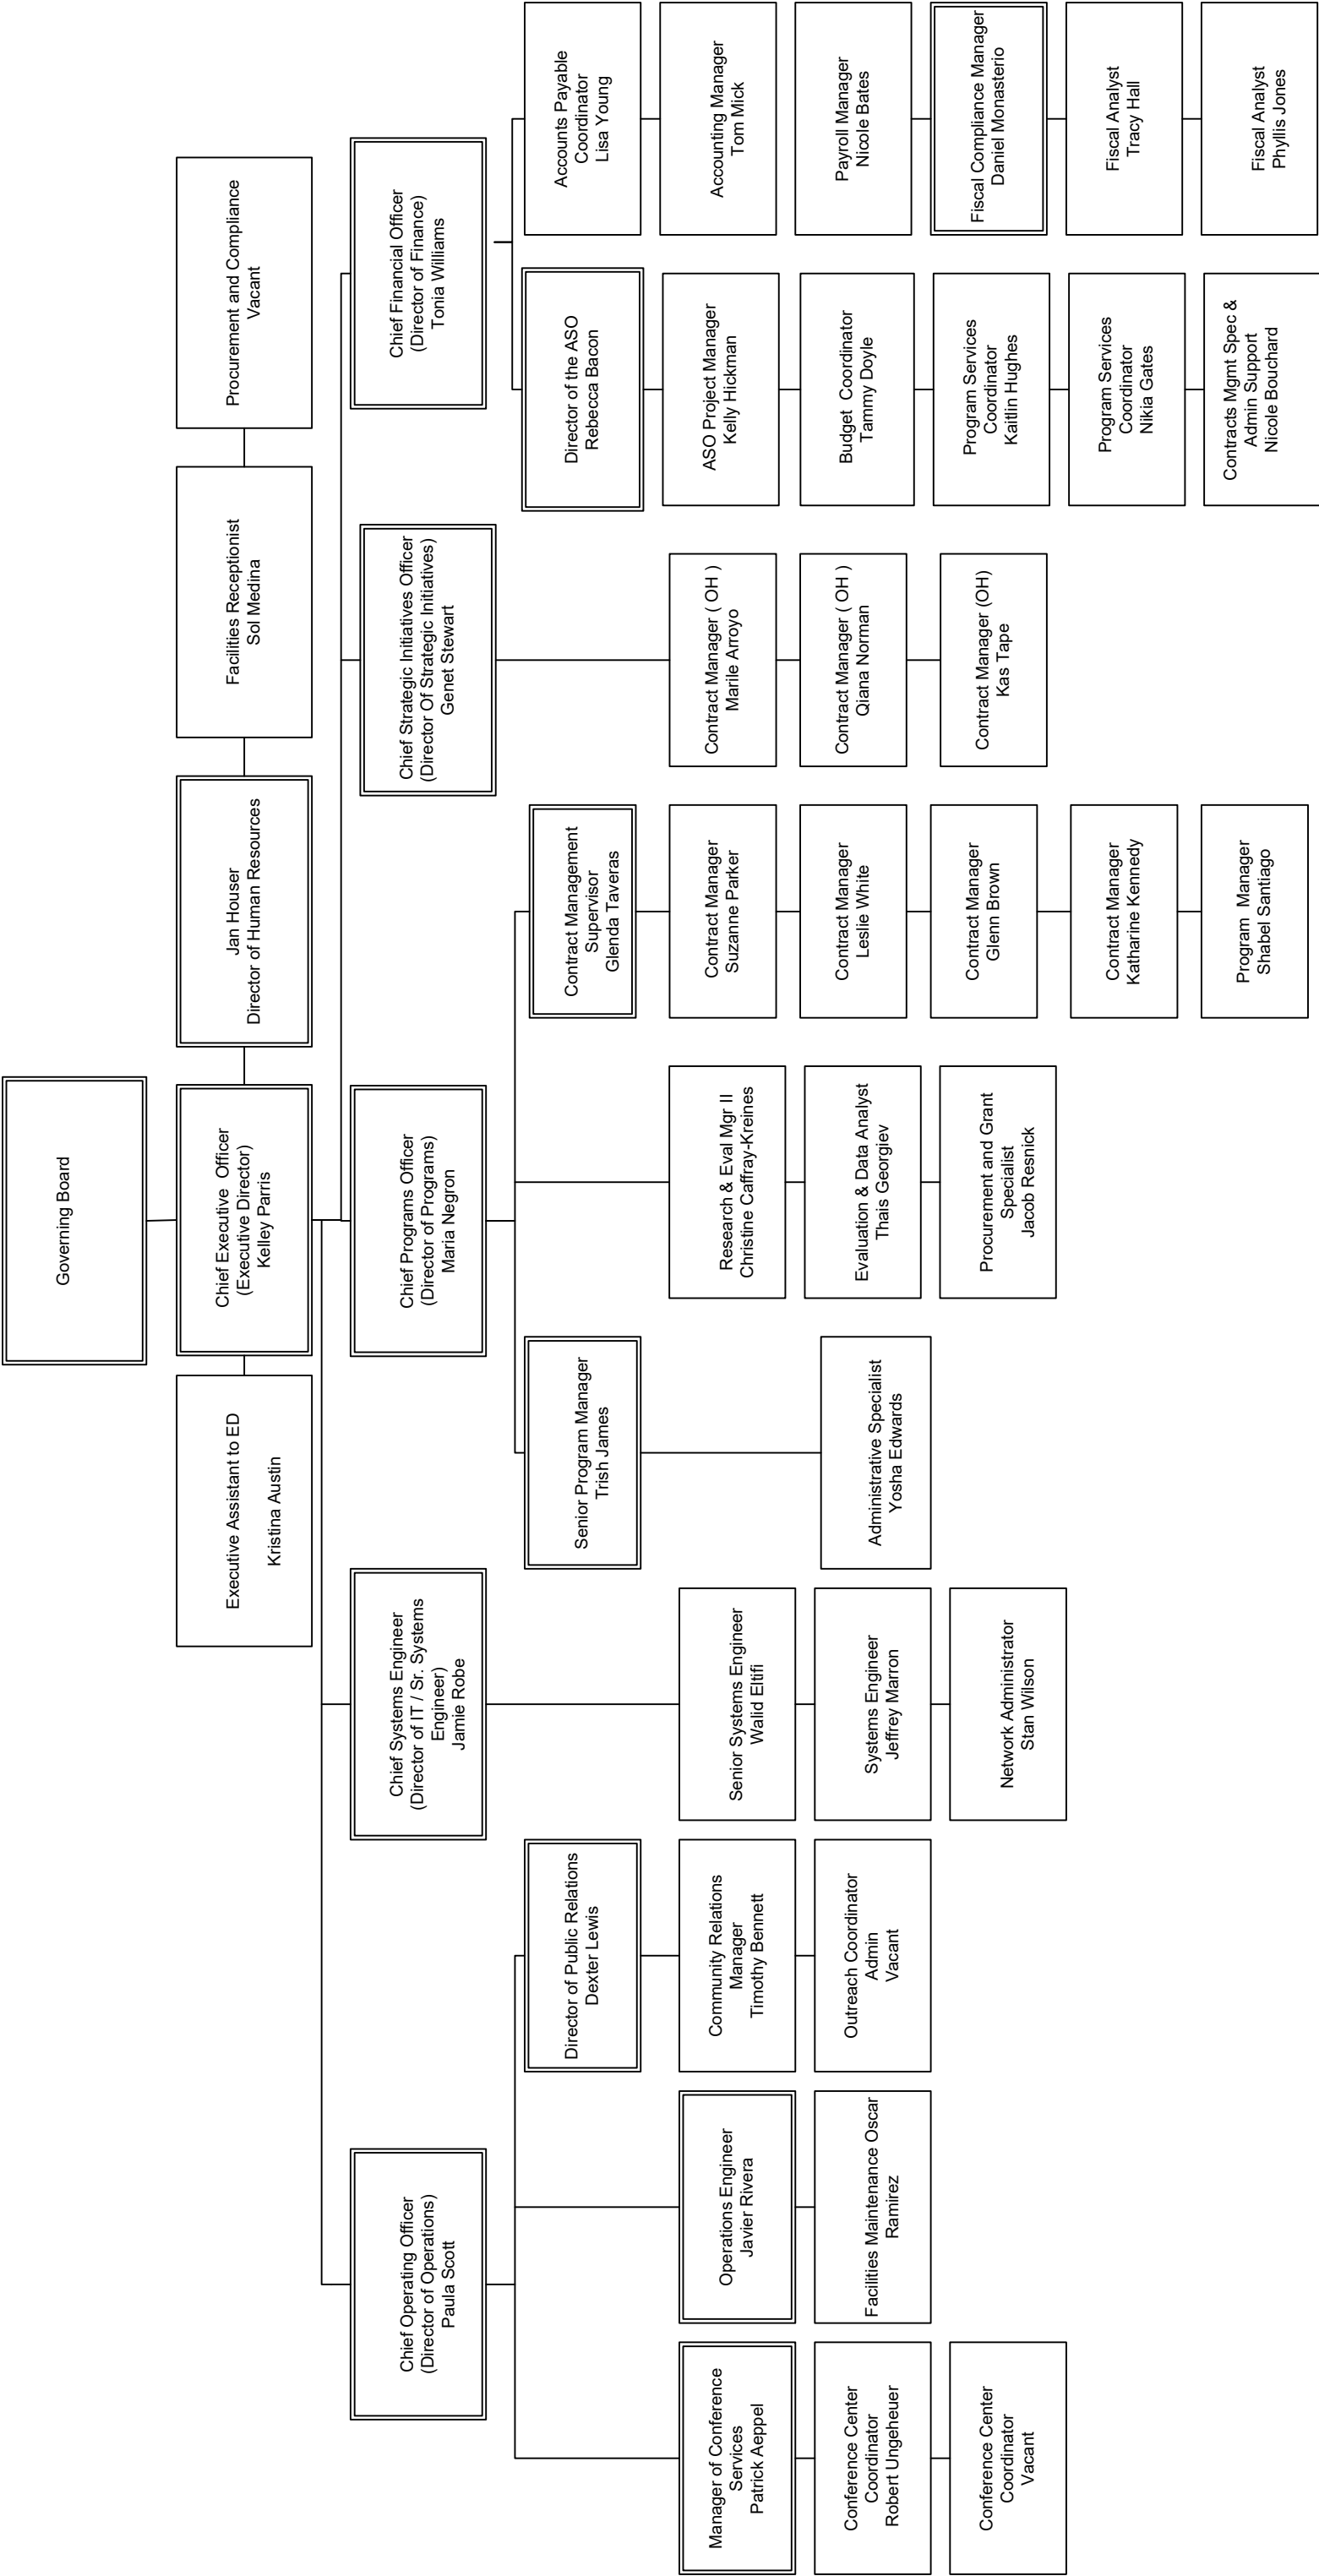 Governing Board
Executive Assistant to ED
Kristina Austin
Chief Executive  Officer
(Executive Director)
Kelley Parris
Jan Houser
Director of Human Resources
Facilities Receptionist
Sol Medina
Procurement and Compliance
Vacant
Chief Operating Officer
(Director of Operations)
Paula Scott
Chief Systems Engineer
(Director of IT / Sr. Systems
Engineer)
Jamie Robe
Chief Programs Officer
(Director of Programs)
Maria Negron
Chief Strategic Initiatives Officer
(Director Of Strategic Initiatives)
Genet Stewart
Chief Financial Officer
(Director of Finance)
Tonia Williams
Manager of Conference
Services
Patrick Aeppel
Conference Center
Coordinator
Robert Ungeheuer
Conference Center
Coordinator
Vacant
Operations Engineer
Javier Rivera
Facilities Maintenance Oscar
Ramirez
Director of Public Relations
Dexter Lewis
Community Relations
Manager
Timothy Bennett
Outreach Coordinator
Admin
Vacant
Senior Systems Engineer
Walid Eltifi
Systems Engineer
Jeffrey Marron
Network Administrator
Stan Wilson
Senior Program Manager
Trish James
Administrative Specialist
Yosha Edwards
Research & Eval Mgr II
Christine Caffray-Kreines
Evaluation & Data Analyst
Thais Georgiev
Procurement and Grant
Specialist
Jacob Resnick
Contract Management
Supervisor
Glenda Taveras
Contract Manager
Suzanne Parker
Contract Manager
Leslie White
Contract Manager
Glenn Brown
Contract Manager
Katharine Kennedy
Program  Manager
Shabel Santiago
Contract Manager ( OH )
Marile Arroyo
Contract Manager ( OH )
Qiana Norman
Contract Manager (OH)
Kas Tape
Director of the ASO
Rebecca Bacon
ASO Project Manager
Kelly Hickman
Budget  Coordinator
Tammy Doyle
Program Services
Coordinator
Kaitlin Hughes
Program Services
Coordinator
Nikia Gates
Contracts Mgmt Spec &
Admin Support
Nicole Bouchard
Accounts Payable
Coordinator
Lisa Young
Accounting Manager
Tom Mick
Payroll Manager
Nicole Bates
Fiscal Compliance Manager
Daniel Monasterio
Fiscal Analyst
Tracy Hall
Fiscal Analyst
Phyllis Jones